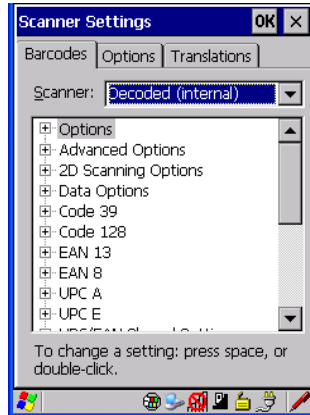 Scanner Settings OK ×
Barcodes Options Translations
Scanner: Decoded (internal)
Options
Advanced Options
2D Scanning Options
Data Options
Code 39
Code 128
EAN 13
EAN 8
UPC A
UPC E
To change a setting: press space, or
double-click.